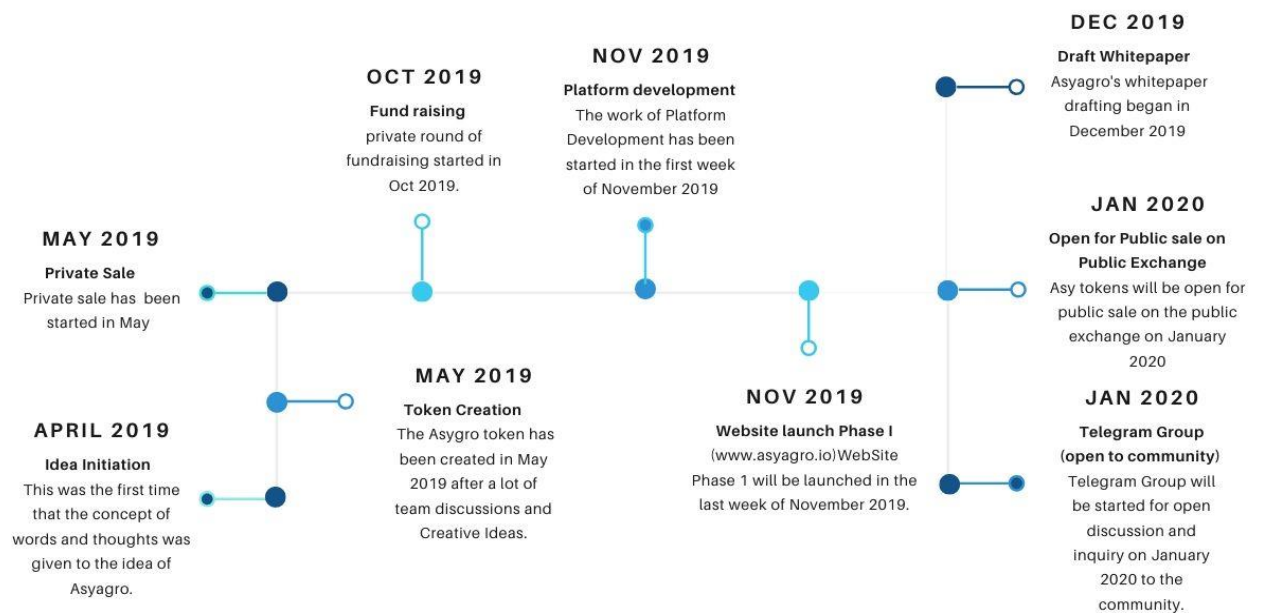 APRIL 2019
Idea Initiation
This was the first time
that the concept of
words and thoughts was
given to the idea of
Asyagro.
MAY 2019
Token Creation
The Asygro token has
been created in May
2019 after a lot of
team discussions and
Creative Ideas.
MAY 2019
Private Sale
Private sale has been
started in May
OCT 2019
Fund raising
private round of
fundraising started in
Oct 2019.
NOV 2019
Platform development
The work of Platform
Development has been
started in the first week
of November 2019
NOV 2019
Website launch Phase I
(www.asyagro.io)WebSite
Phase 1 will be launched in the
last week of November 2019.
DEC 2019
Draft Whitepaper
Asyagro's whitepaper
drafting began in
December 2019
JAN 2020
Open for Public sale on
Public Exchange
Asy tokens will be open for
public sale on the public
exchange on January
2020
JAN 2020
Telegram Group
(open to community)
Telegram Group will
be started for open
discussion and
inquiry on January
2020 to the
community.